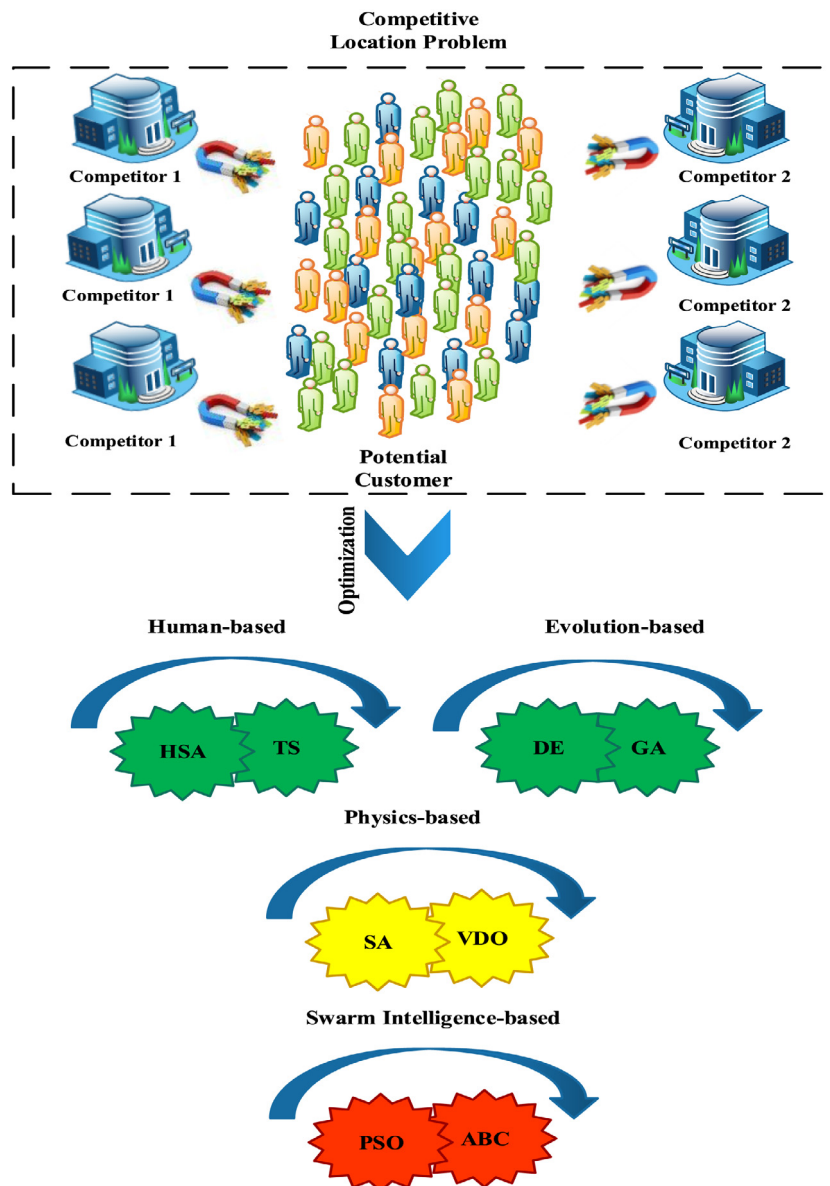 Competitive
Location Problem
Competitor 1
Competitor 2
Competitor 1
Competitor 2
Competitor 1
Competitor 2
Potential
Customer
Optimization
Human-based
Evolution-based
HSA
TS
DE
GA
Physics-based
SA
VDO
Swarm Intelligence-based
PSO
ABC